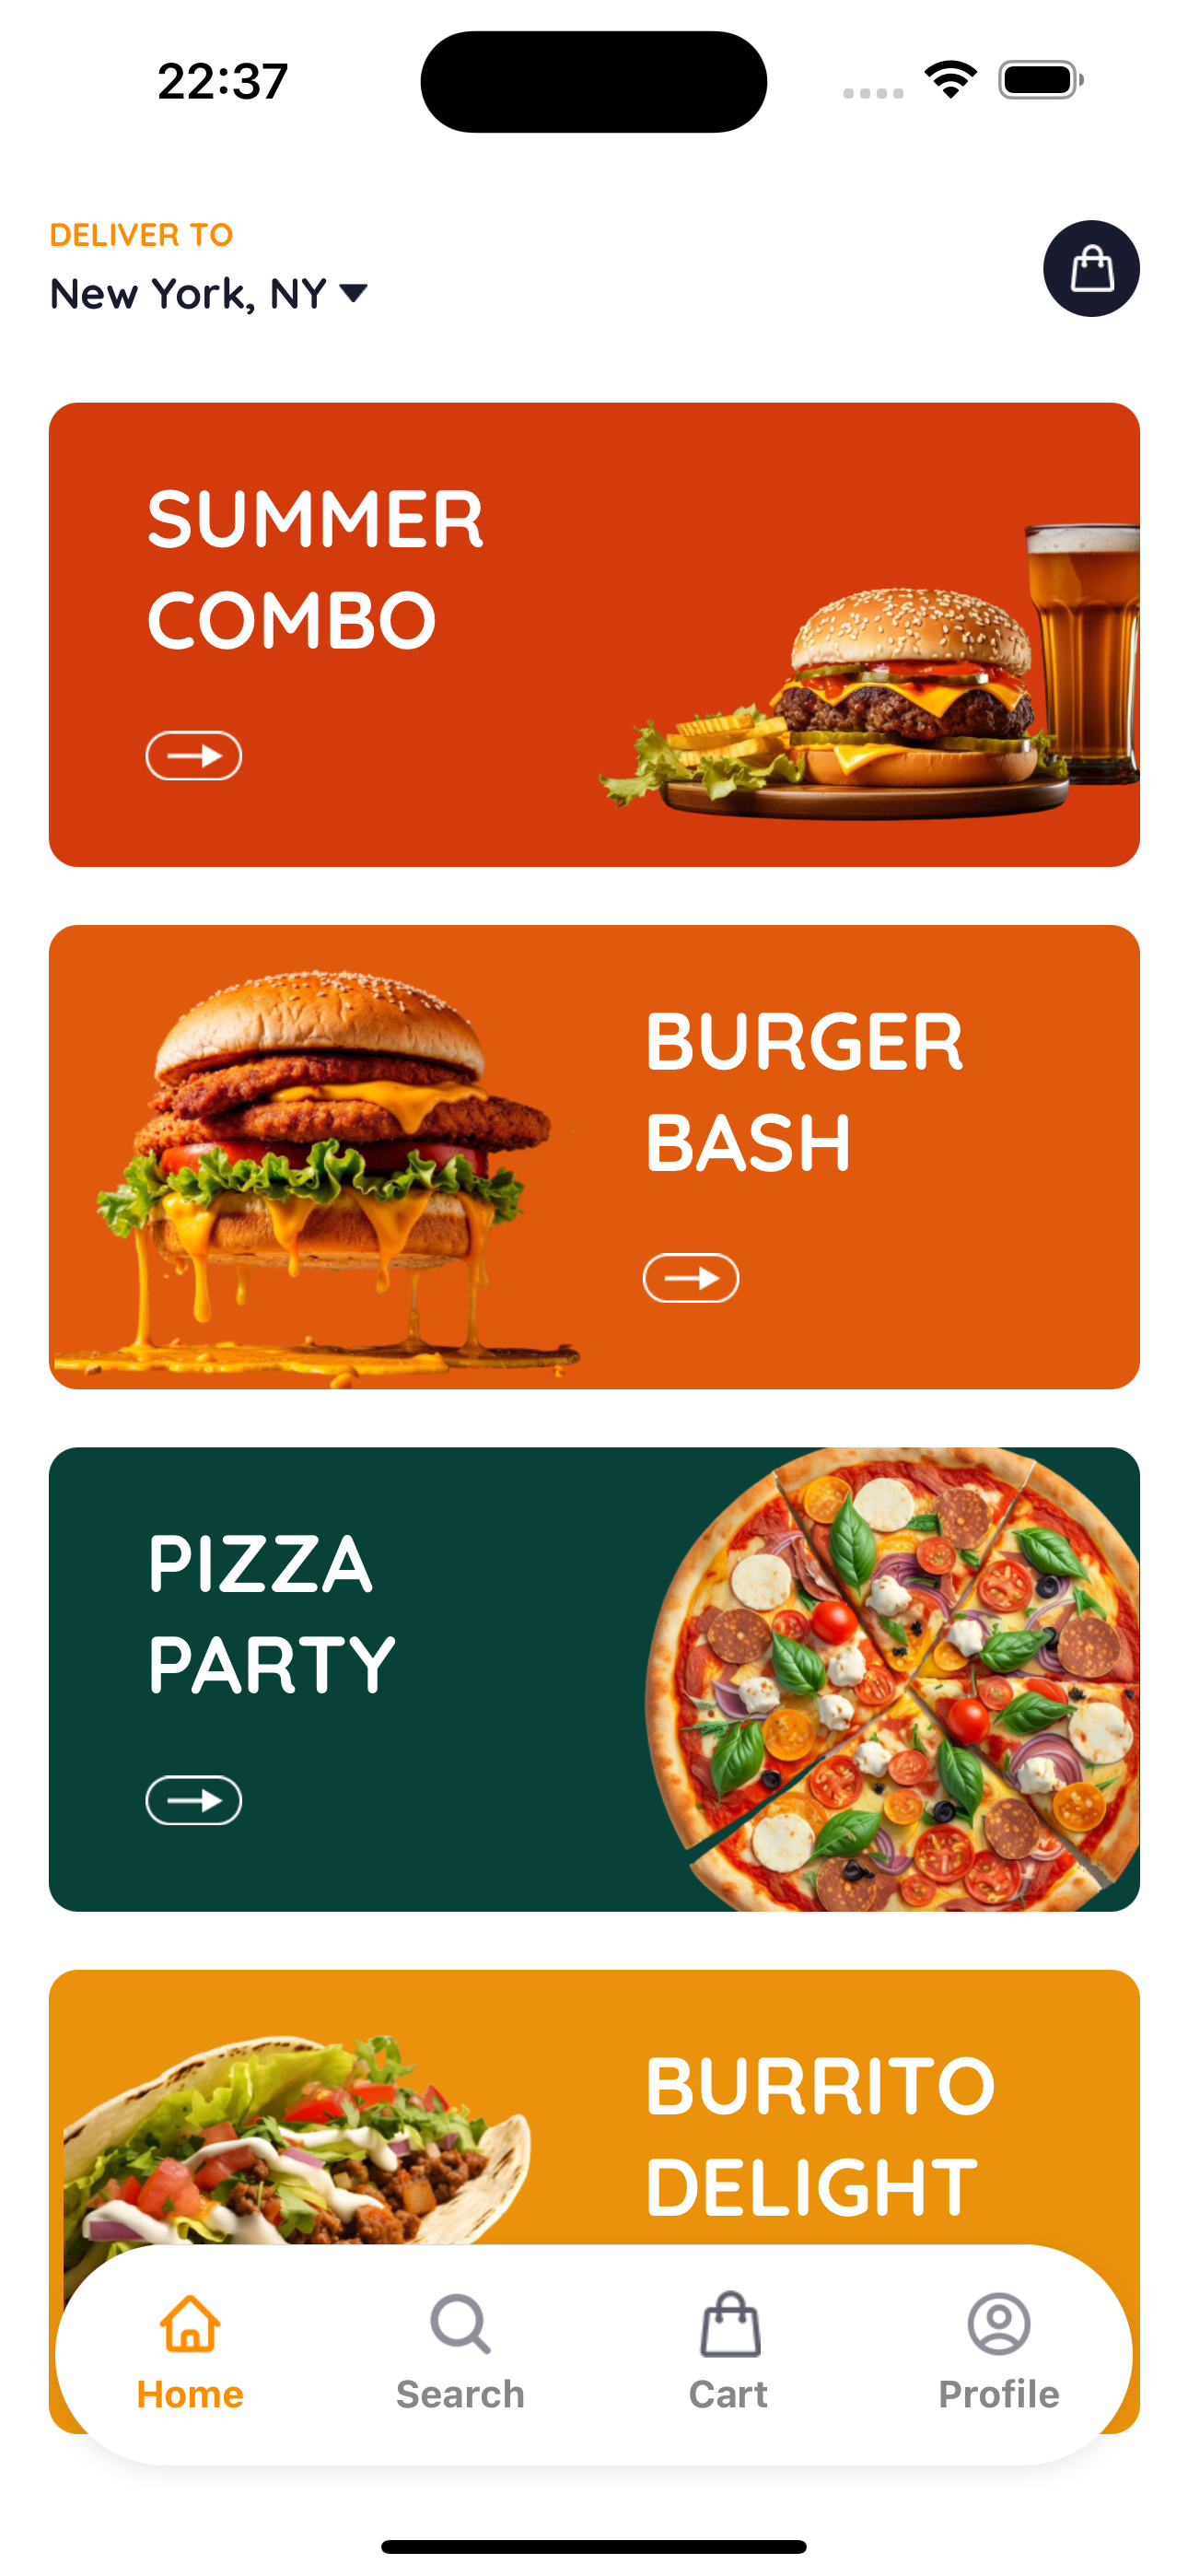 22:37
DELIVER TO
New York, NY
SUMMER
COMBO
BURGER
BASH
PIZZA
PARTY
BURRITO
DELIGHT
Home
Search
Cart
Profile